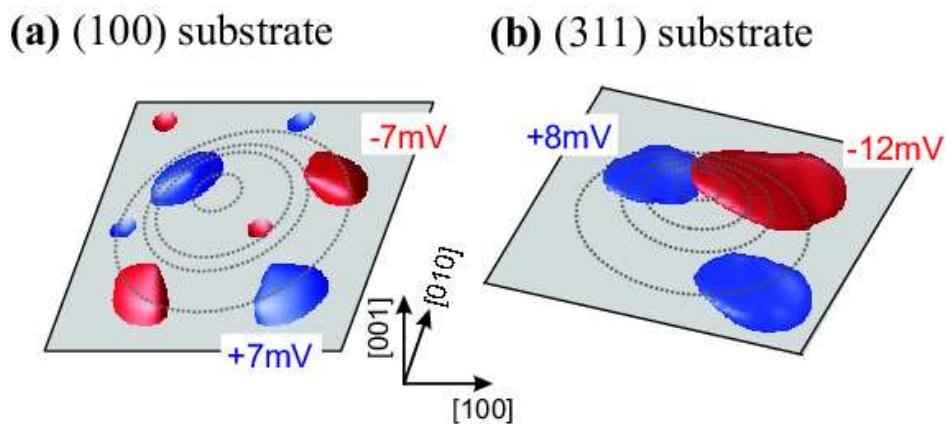 (a) (100) substrate
(b) (311) substrate
-7mV
+7mV
+8mV
-12mV
[001]
[010]
[100]